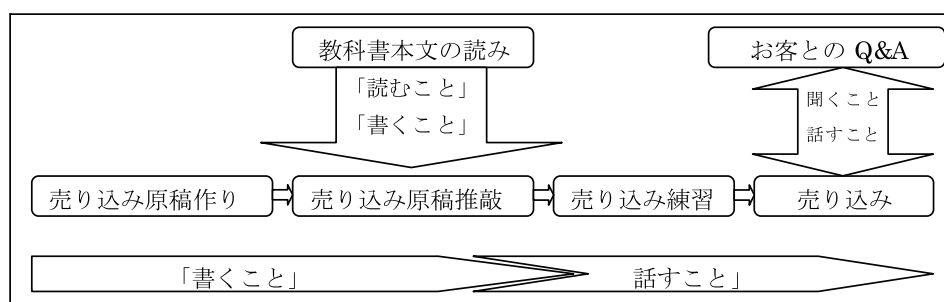 教科書本文の読み
お客との Q&A
「読むこと」
「書くこと」
聞くこと
話すこと
売り込み原稿作り
売り込み原稿推敲
売り込み練習
売り込み
「書くこと」
話すこと」